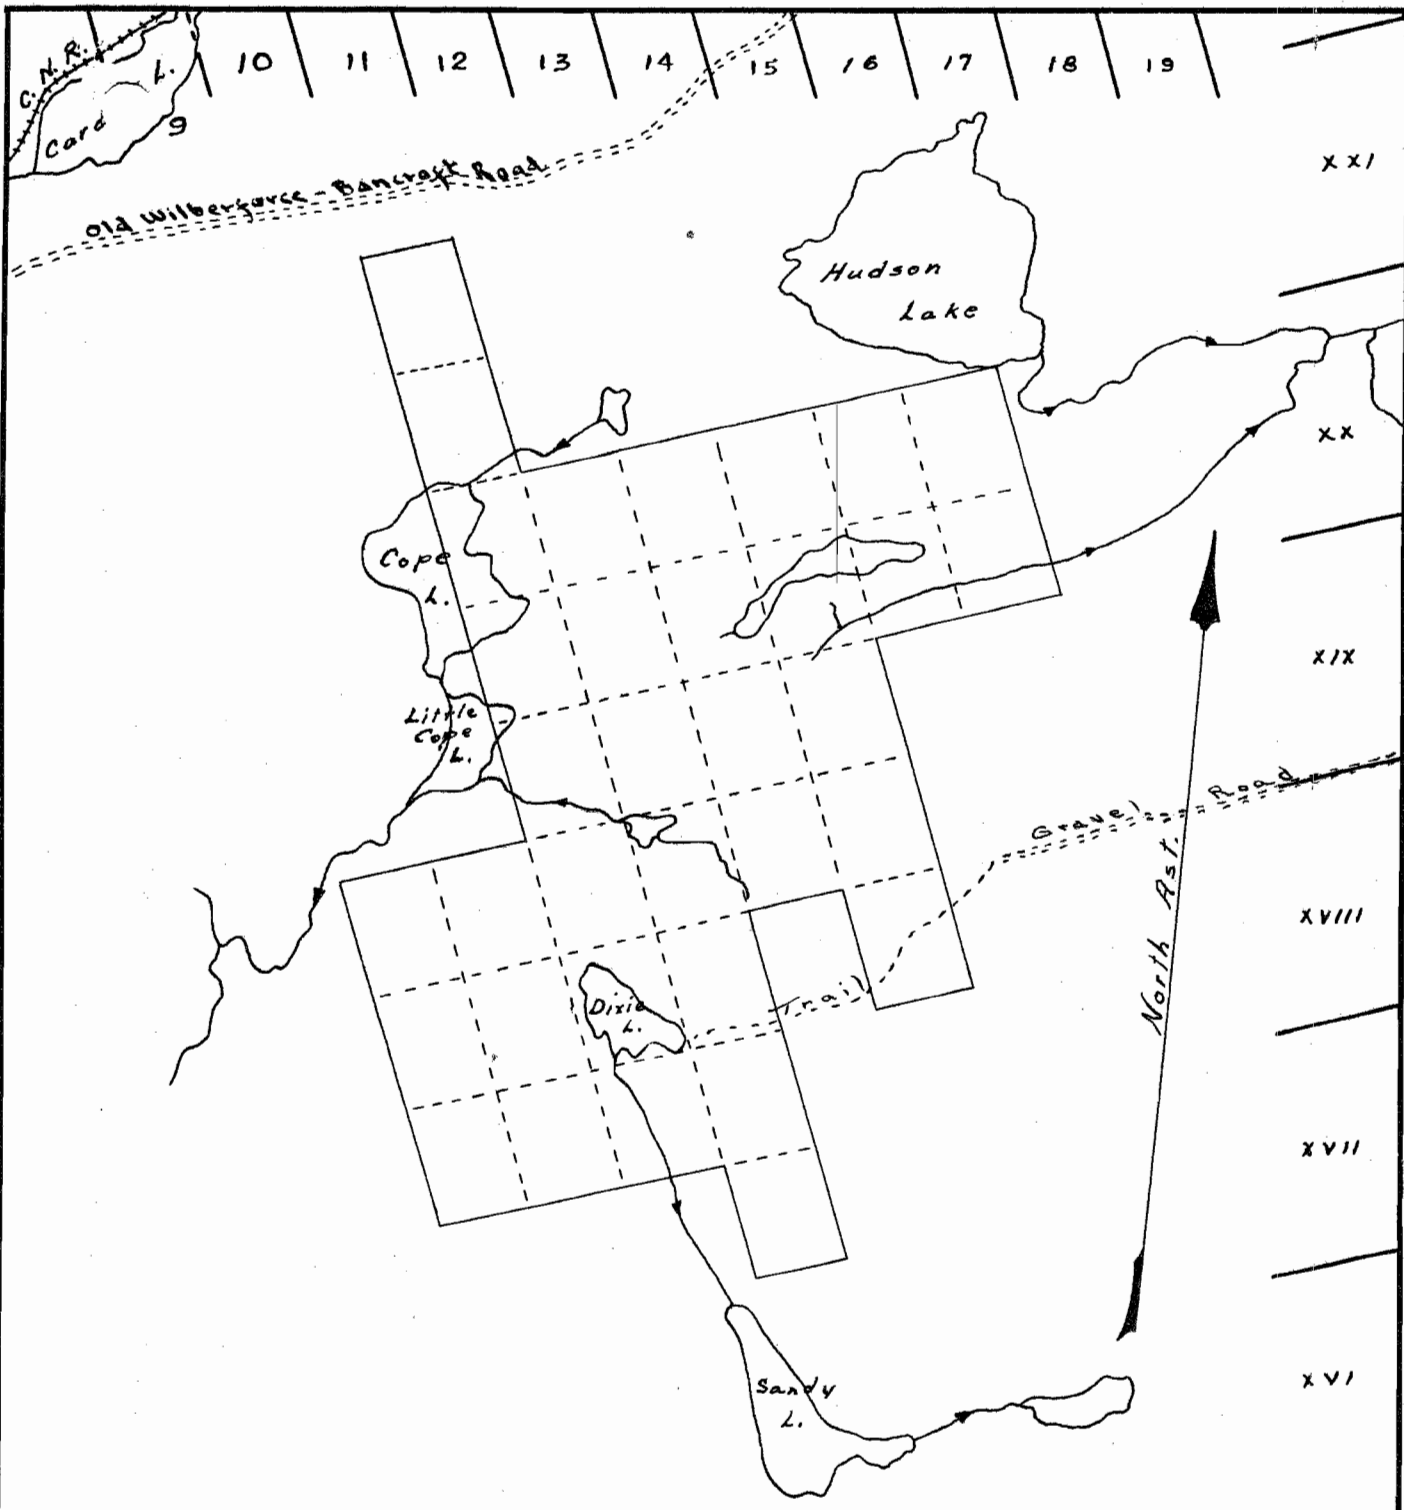 C. N. R.
Card L.
9
10 11 12 13 14 15 16 17 18 19
Old Wilberforce - Bancroft Road
XXI
Hudson
Lake
XX
Cope
L.
XIX
Little
Cope
L.
Gravel Road
North Ast.
XVIII
Dixie
L.
Trail
XVII
Sandy
L.
XVI